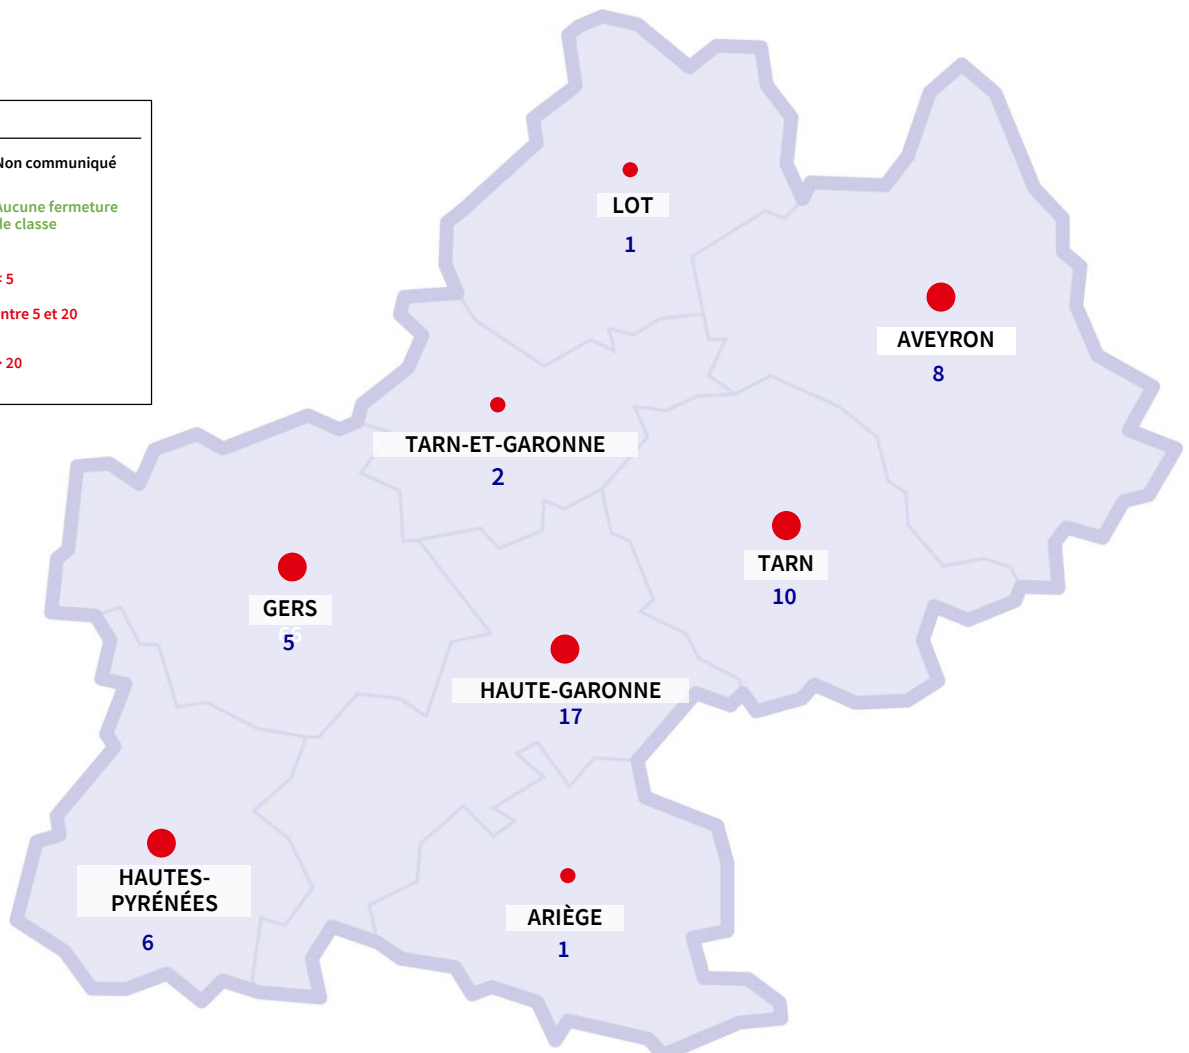 Non communiqué
Aucune fermeture
de classe
< 5
ntre 5 et 20
> 20
LOT
1
AVEYRON
8
TARN-ET-GARONNE
2
TARN
10
GERS
5
HAUTE-GARONNE
17
HAUTES-
PYRÉNÉES
6
ARIÈGE
1